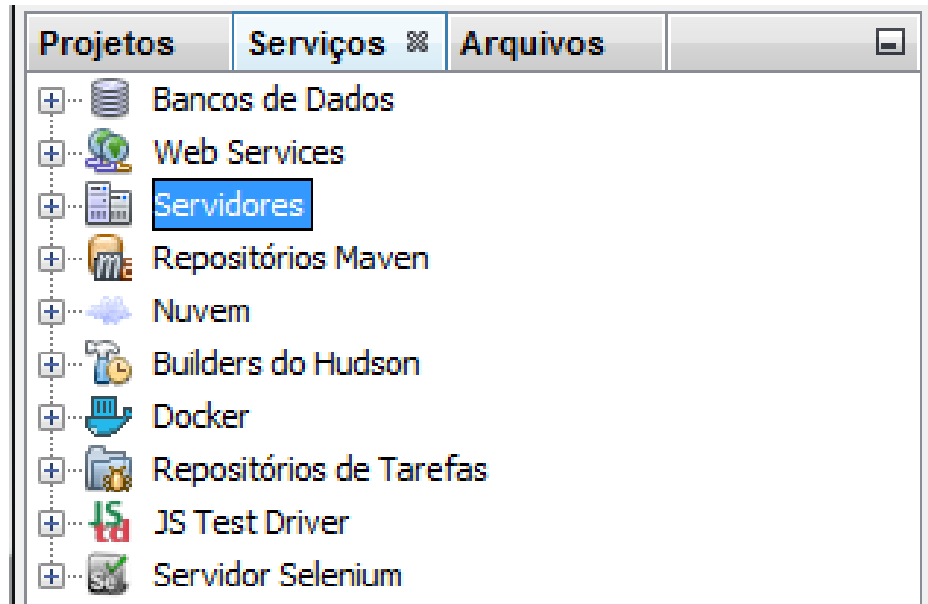 Projetos Serviços Arquivos
Bancos de Dados
Web Services
Servidores
Repositórios Maven
Nuvem
Builders do Hudson
Docker
Repositórios de Tarefas
JS Test Driver
Servidor Selenium